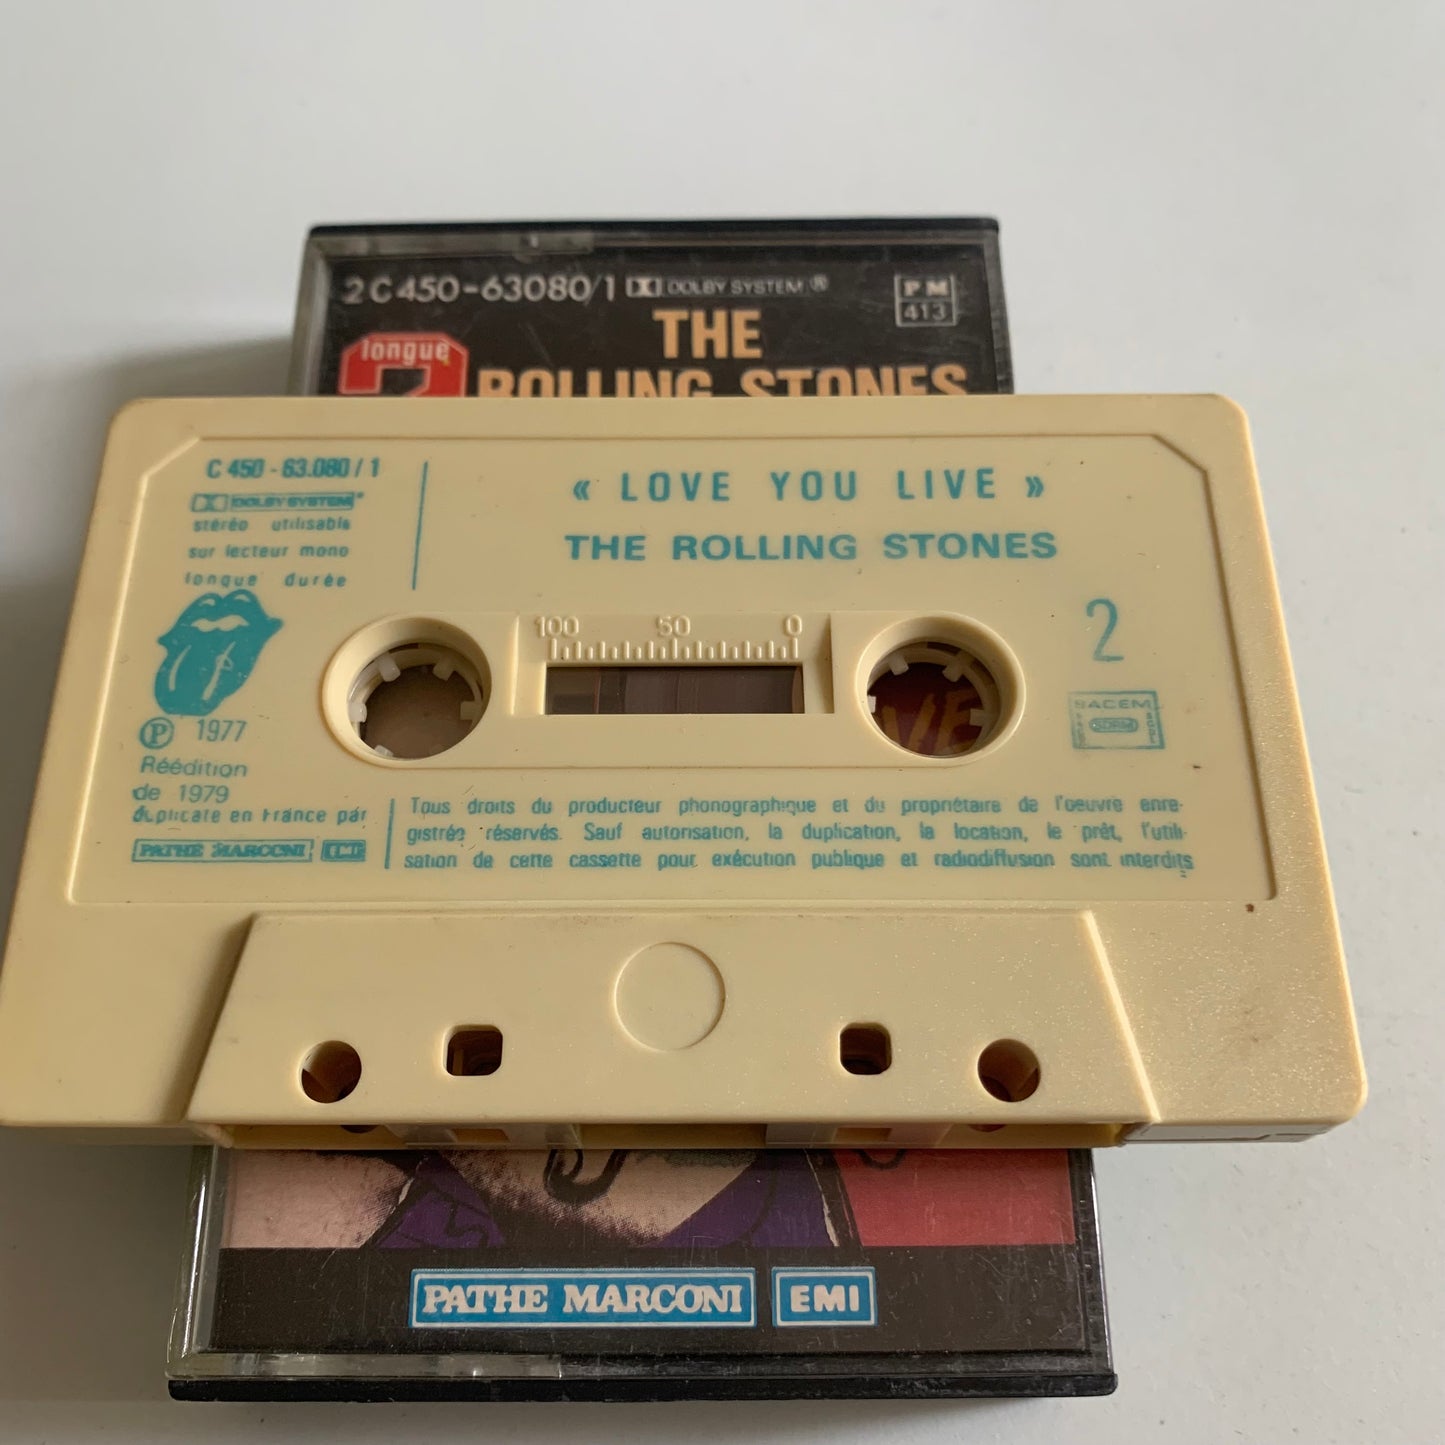 2C450-63080/1 DOLBY SYSTEM®
PM
413
longue
THE
ROLLING STONES
C 450 - 63.080 / 1
DOLBY SYSTEM®
stéréo utilisable
sur lecteur mono
longue durée
« LOVE YOU LIVE »
THE ROLLING STONES
100 50 0
2
SACEM
SDRM
Ⓟ 1977
Réédition
de 1979
duplicate en France par
PATHE MARCONI EMI
Tous droits du producteur phonographique et du propriétaire de l'oeuvre enre-
gistrée réservés. Sauf autorisation, la duplication, la location, le prêt, l'utili-
sation de cette cassette pour exécution publique et radiodiffusion sont interdits
PATHE MARCONI EMI